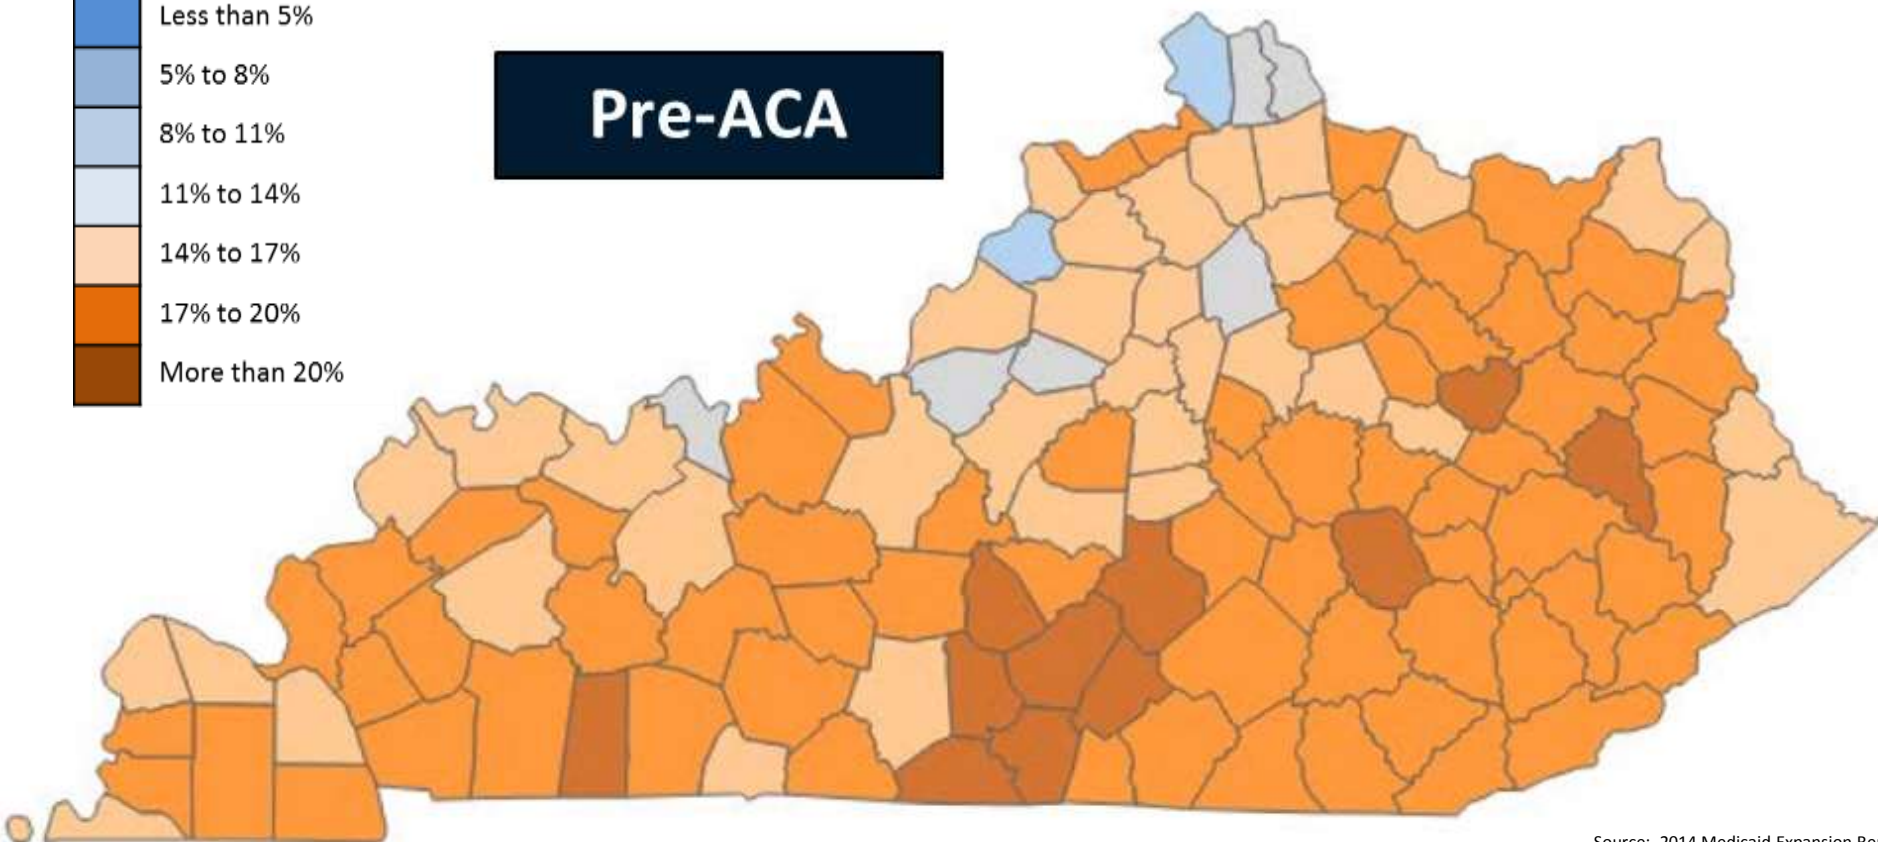 Less than 5%
5% to 8%
8% to 11%
11% to 14%
14% to 17%
17% to 20%
More than 20%
Pre-ACA
Source: 2014 Medicaid Expansion